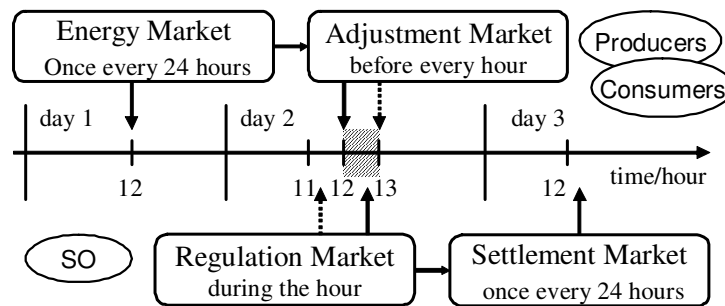 Energy Market
Once every 24 hours
Adjustment Market
before every hour
Producers
Consumers
day 1
day 2
day 3
12
11
12
13
12
time/hour
SO
Regulation Market
during the hour
Settlement Market
once every 24 hours